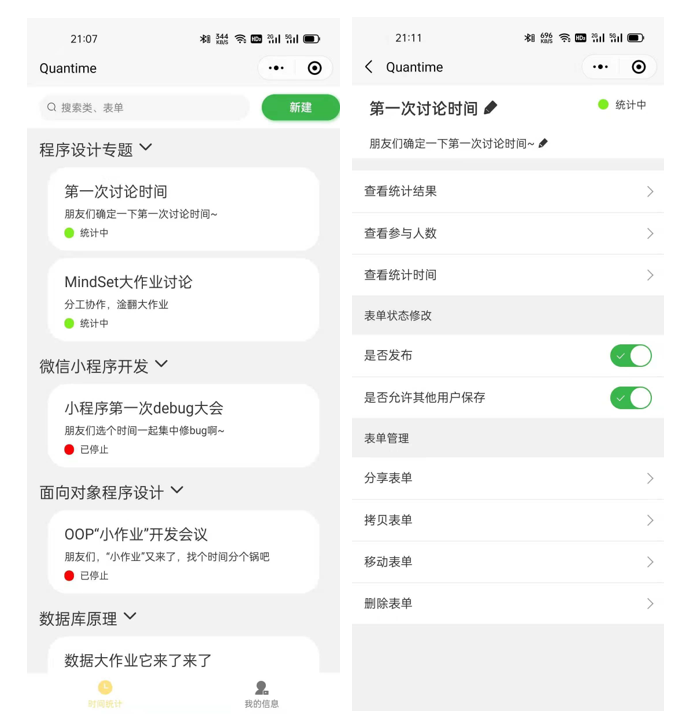 21:07
344
KB/S
HD
2G
5G
Quantime
搜索类、表单
新建
程序设计专题
第一次讨论时间
朋友们确定一下第一次讨论时间~
统计中
MindSet大作业讨论
分工协作，淦翻大作业
统计中
微信小程序开发
小程序第一次debug大会
朋友们选个时间一起集中修bug啊~
已停止
面向对象程序设计
OOP“小作业”开发会议
朋友们，“小作业”又来了，找个时间分个锅吧
已停止
数据库原理
数据大作业它来了来了
时间统计
我的信息
21:11
696
KB/S
HD
2G
5G
Quantime
第一次讨论时间
统计中
朋友们确定一下第一次讨论时间~
查看统计结果
查看参与人数
查看统计时间
表单状态修改
是否发布
是否允许其他用户保存
表单管理
分享表单
拷贝表单
移动表单
删除表单